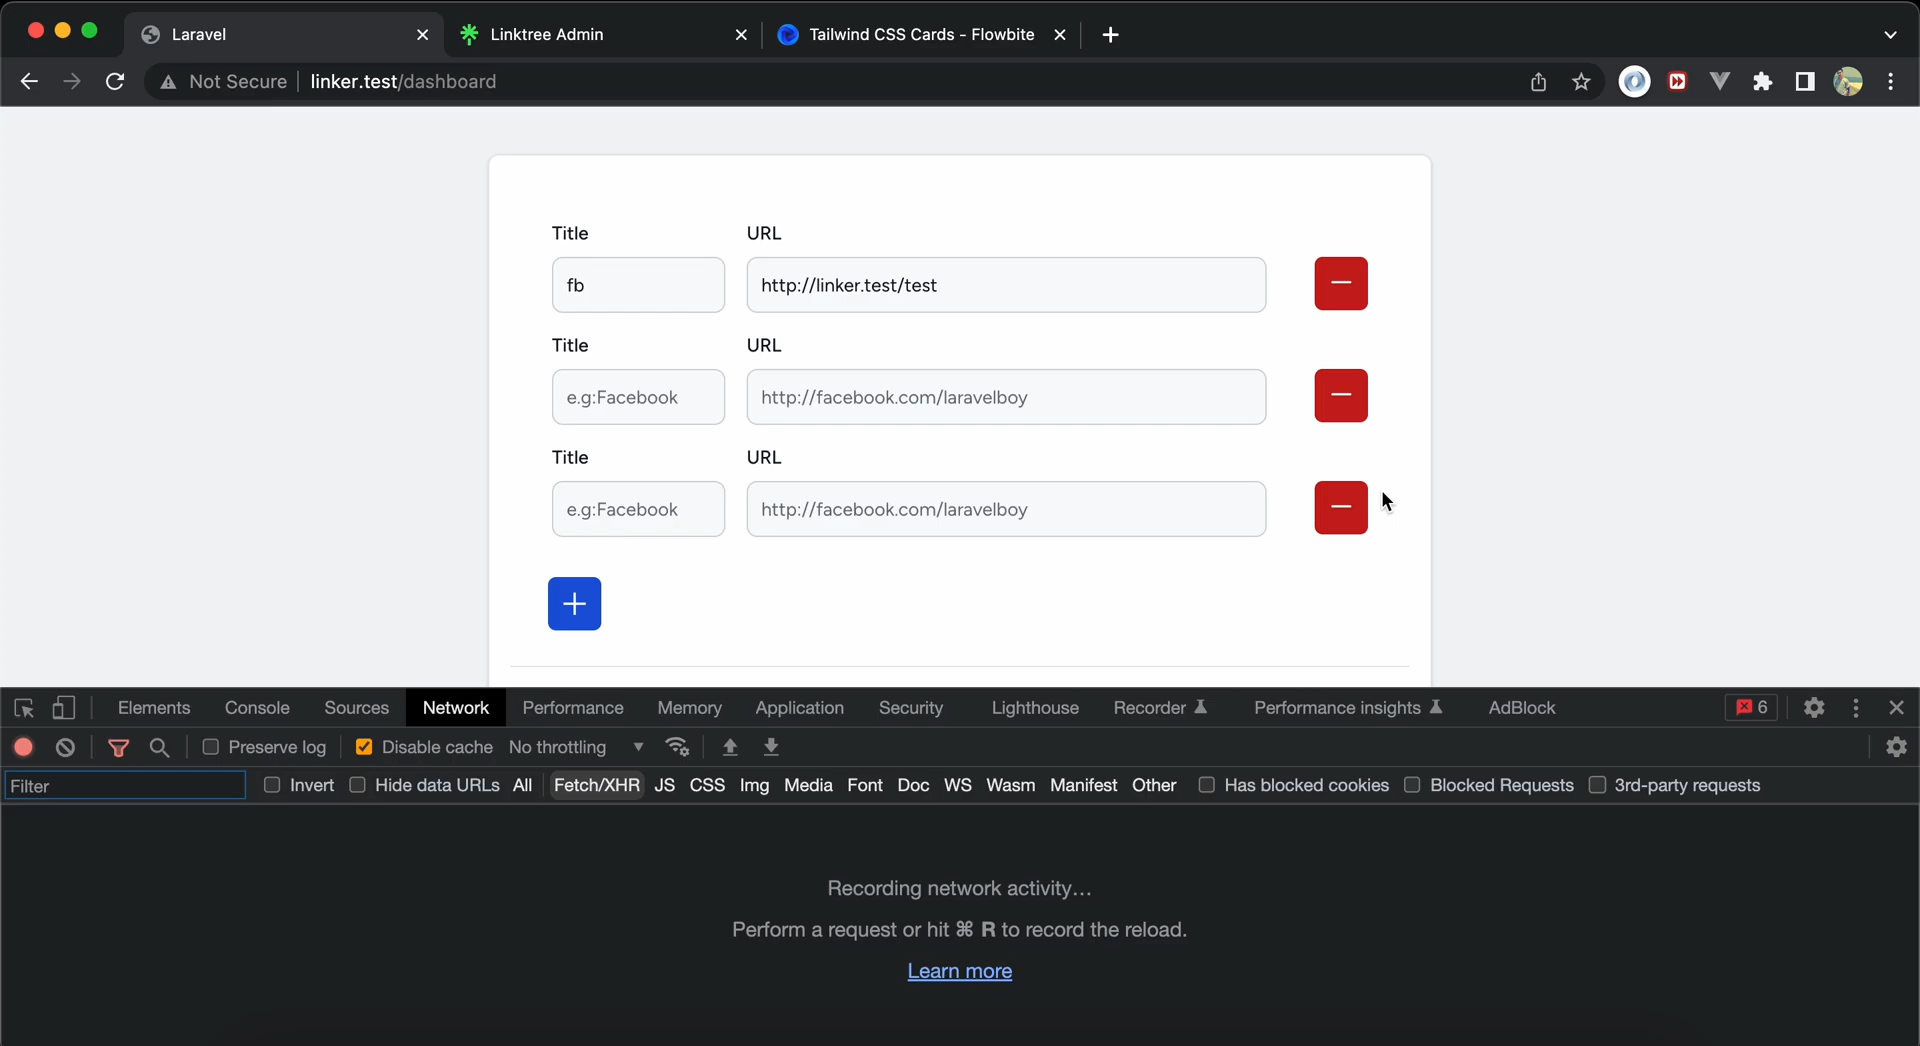 Laravel
Linktree Admin
Tailwind CSS Cards - Flowbite
Not Secure linker.test/dashboard
Title URL
fb http://linker.test/test
Title URL
e.g:Facebook http://facebook.com/laravelboy
Title URL
e.g:Facebook http://facebook.com/laravelboy
Elements Console Sources Network Performance Memory Application Security Lighthouse Recorder Performance insights AdBlock 6
Preserve log Disable cache No throttling
Filter Invert Hide data URLs All Fetch/XHR JS CSS Img Media Font Doc WS Wasm Manifest Other Has blocked cookies Blocked Requests 3rd-party requests
Recording network activity…
Perform a request or hit ⌘ R to record the reload.
Learn more